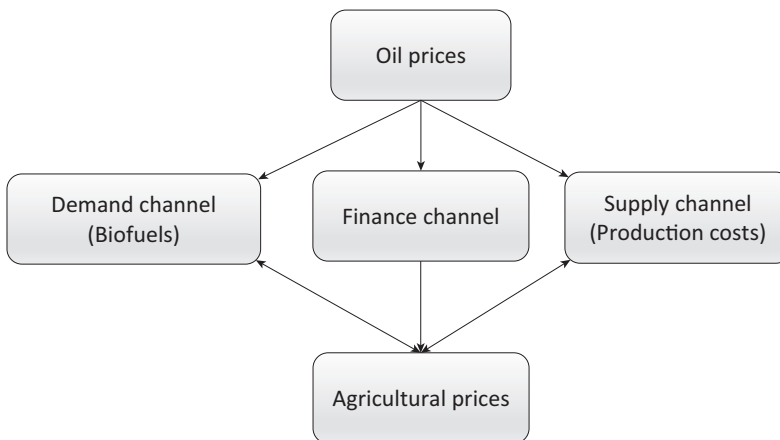 Oil prices
Demand channel
(Biofuels)
Finance channel
Supply channel
(Production costs)
Agricultural prices